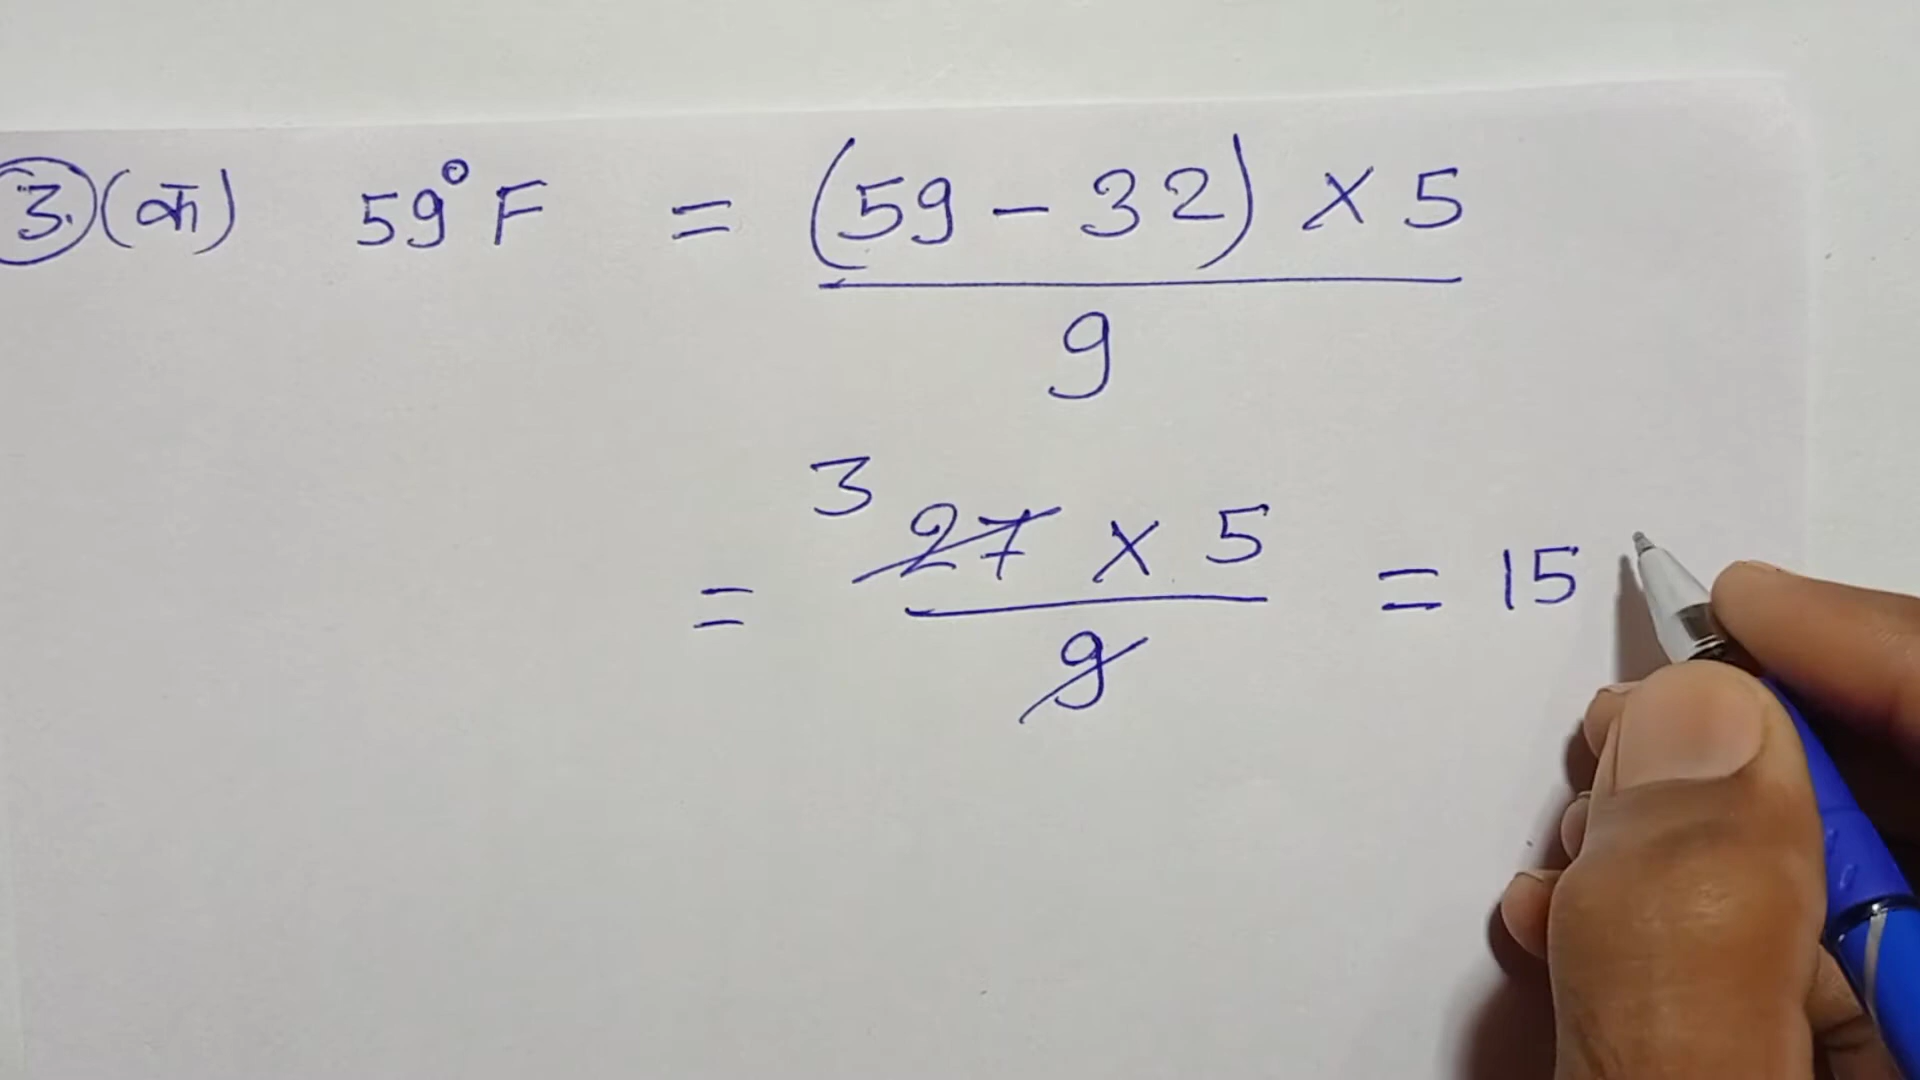 3. (क) 59°F = (59 - 32) × 5
9
3 27 × 5 = 15
= 9